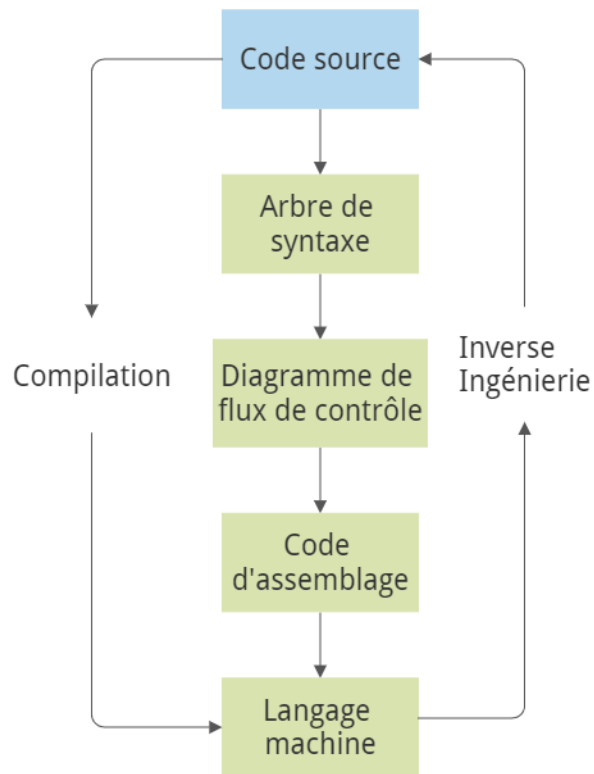 Code source
Arbre de
syntaxe
Compilation
Diagramme de
flux de contrôle
Inverse
Ingénierie
Code
d'assemblage
Langage
machine